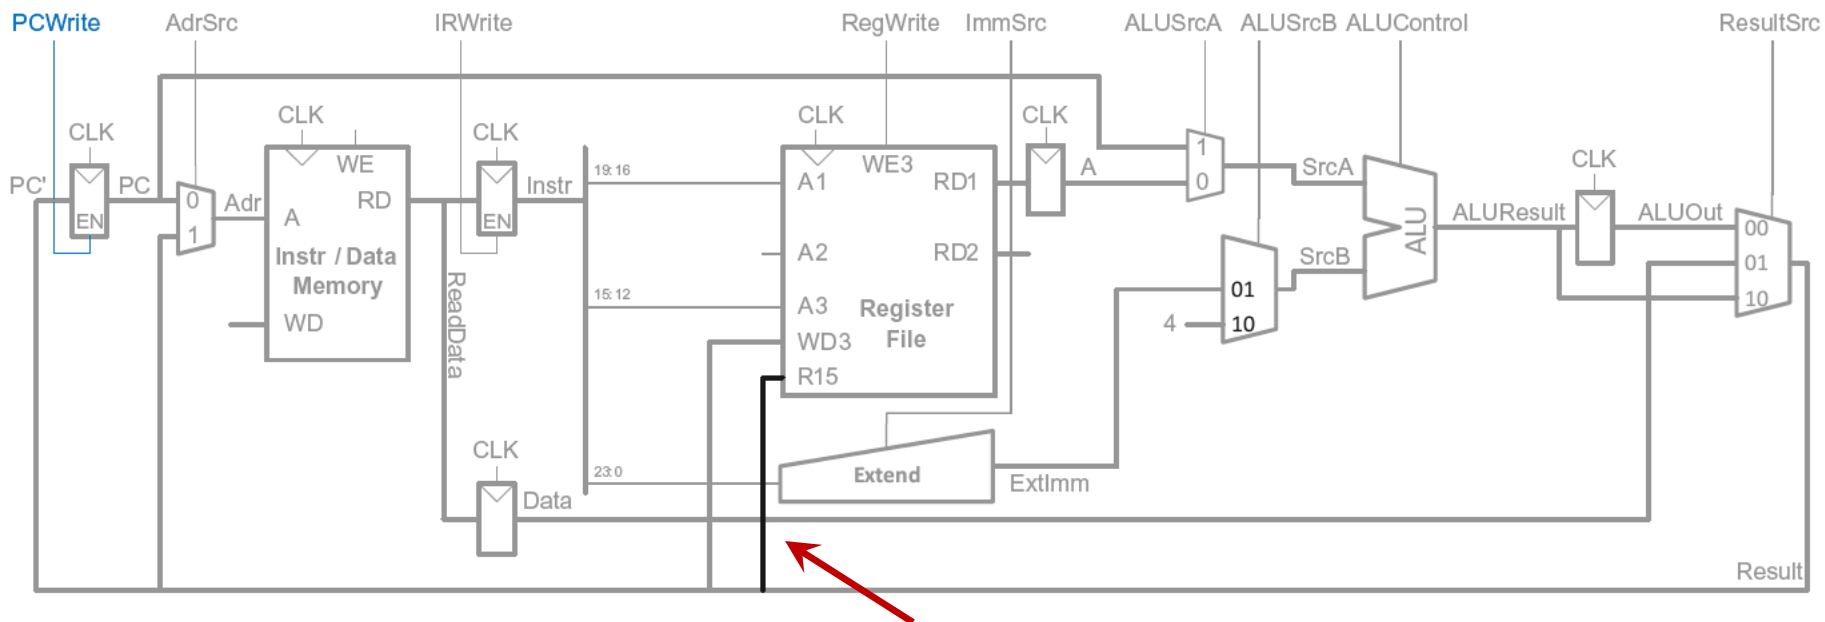 PCWrite AdrSrc IRWrite RegWrite ImmSrc ALUSrcA ALUSrcB ALUControl ResultSrc
CLK CLK CLK CLK CLK
WE WE3 1 CLK
PC' PC 0 Adr A RD Instr 19:16 A1 RD1 A 0 SrcA
EN 1 EN A2 RD2 ALU ALUResult ALUOut 00
Instr / Data
Memory
WD
ReadData
15:12 A3 Register
File
WD3
R15
SrcB 01
01 10
4 10
CLK
23:0 Extend ExtImm
Data
Result